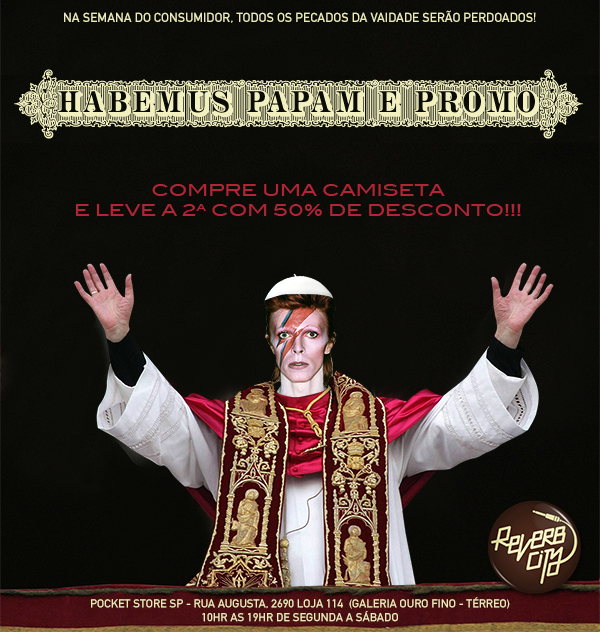 NA SEMANA DO CONSUMIDOR, TODOS OS PECADOS DA VAIDADE SERÃO PERDOADOS!
HABEMUS PAPAM E PROMO
COMPRE UMA CAMISETA
E LEVE A 2ª COM 50% DE DESCONTO!!!
REVERB
CITY
POCKET STORE SP - RUA AUGUSTA, 2690 LOJA 114 (GALERIA OURO FINO - TÉRREO)
10HR AS 19HR DE SEGUNDA A SÁBADO